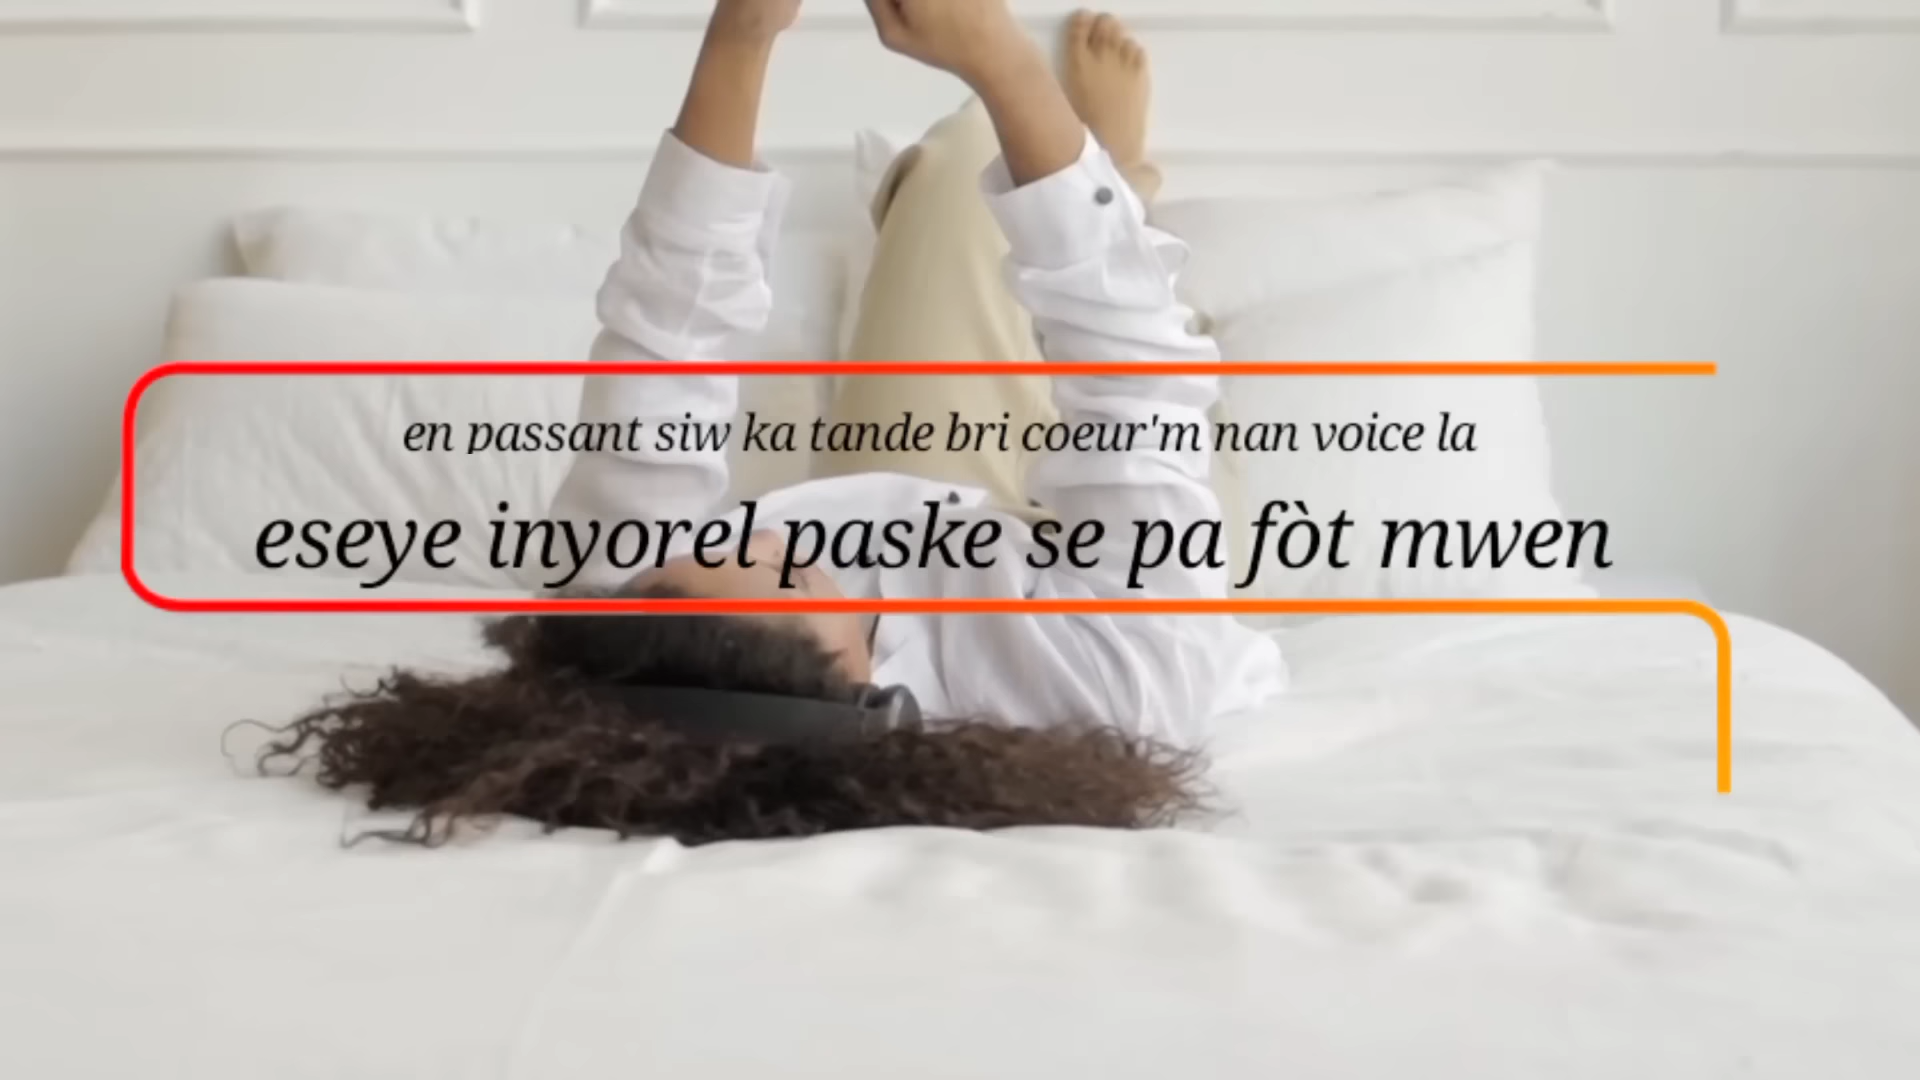 en passant siw ka tande bri coeur'm nan voice la
eseye inyorel paske se pa fòt mwen